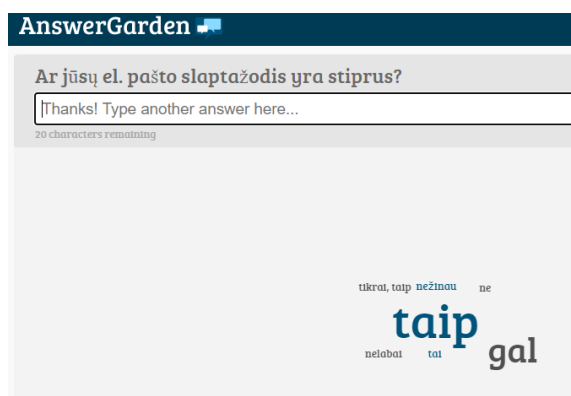 AnswerGarden
Ar jūsų el. pašto slaptažodis yra stiprus?
Thanks! Type another answer here...
20 characters remaining
tikrai, taip nežinau ne
taip
gal
nelabai tai